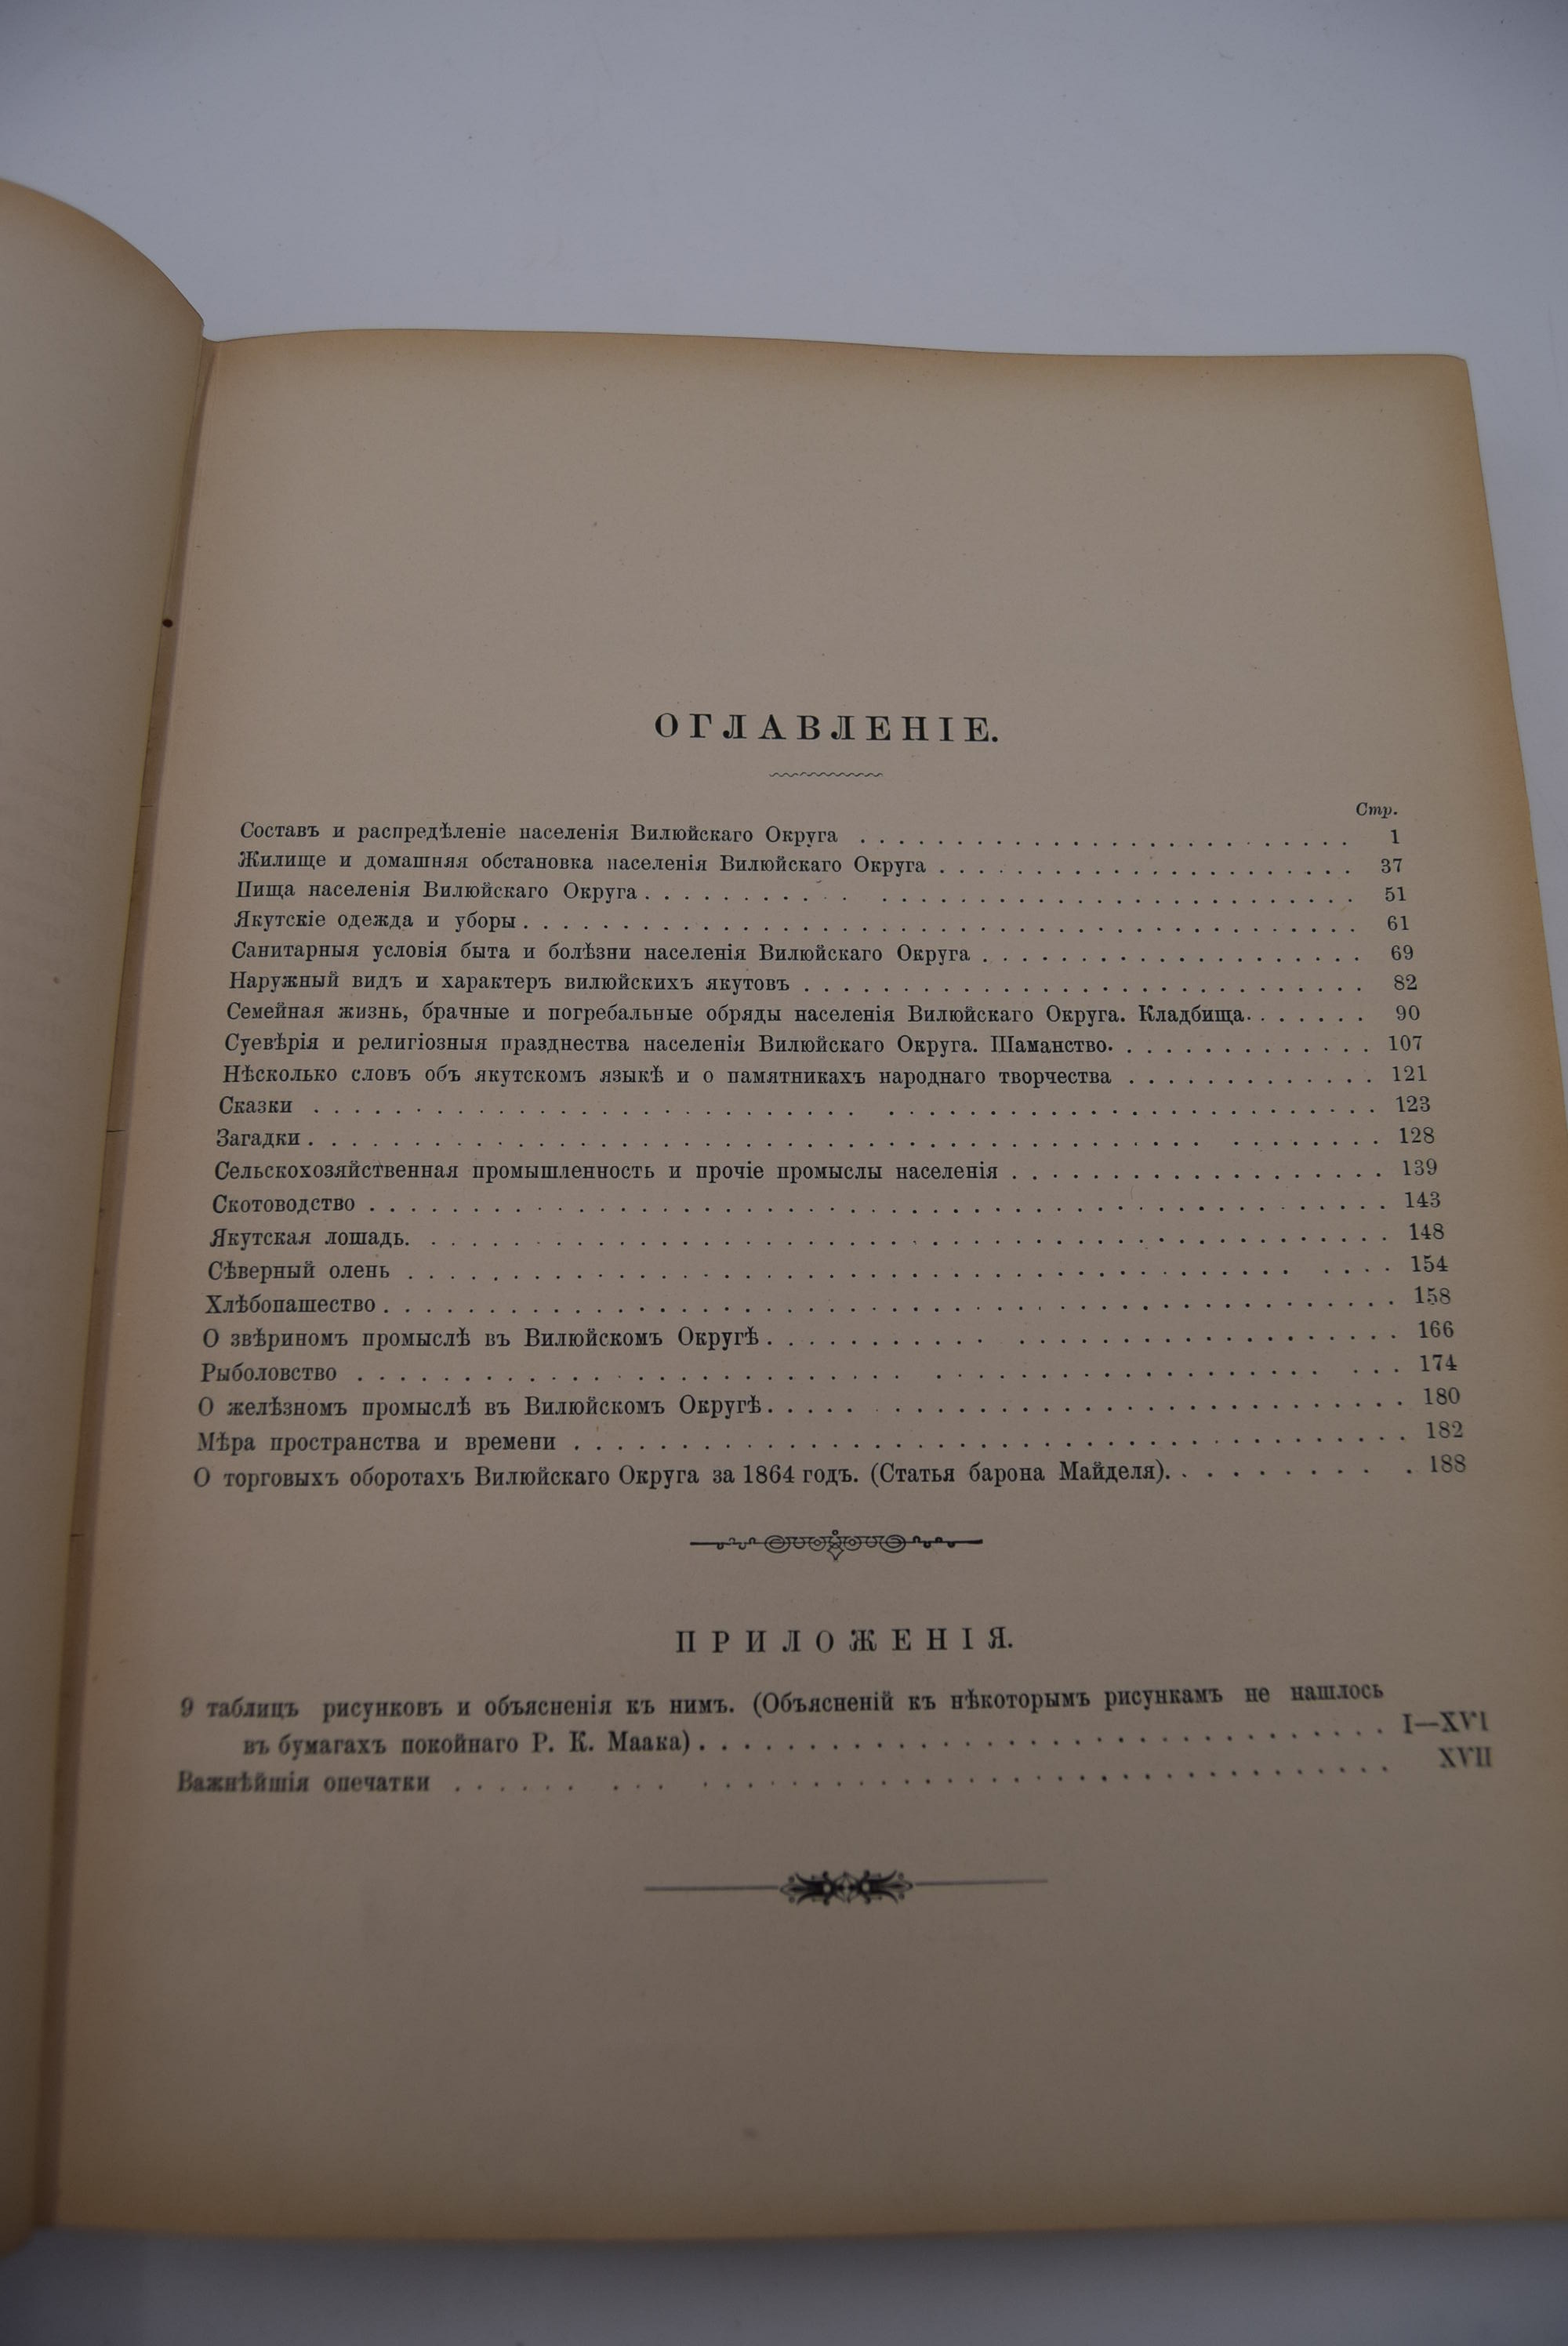 ОГЛАВЛЕНІЕ.
Стр.
Составъ и распредѣленіе населенія Вилюйскаго Округа . . . . . . . . . . 1
Жилище и домашняя обстановка населенія Вилюйскаго Округа . . . . . . . . . . 37
Пища населенія Вилюйскаго Округа . . . . . . . . . . 51
Якутскіе одежда и уборы . . . . . . . . . . 61
Санитарныя условія быта и болѣзни населенія Вилюйскаго Округа . . . . . . . . . . 69
Наружный видъ и характеръ вилюйскихъ якутовъ . . . . . . . . . . 82
Семейная жизнь, брачные и погребальные обряды населенія Вилюйскаго Округа. Кладбища. . . . . . . 90
Суевѣрія и религіозныя празднества населенія Вилюйскаго Округа. Шаманство. . . . . . . . . . 107
Нѣсколько словъ объ якутскомъ языкѣ и о памятникахъ народнаго творчества . . . . . . . . . . 121
Сказки . . . . . . . . . . 123
Загадки . . . . . . . . . . 128
Сельскохозяйственная промышленность и прочіе промыслы населенія . . . . . . . . . . 139
Скотоводство . . . . . . . . . . 143
Якутская лошадь. . . . . . . . . . 148
Сѣверный олень . . . . . . . . . . 154
Хлѣбопашество . . . . . . . . . . 158
О звѣриномъ промыслѣ въ Вилюйскомъ Округѣ . . . . . . . . . . 166
Рыболовство . . . . . . . . . . 174
О желѣзномъ промыслѣ въ Вилюйскомъ Округѣ . . . . . . . . . . 180
Мѣра пространства и времени . . . . . . . . . . 182
О торговыхъ оборотахъ Вилюйскаго Округа за 1864 годъ. (Статья барона Майделя). . . . . . . . . . 188
ПРИЛОЖЕНІЯ.
9 таблицъ рисунковъ и объясненія къ нимъ. (Объясненій къ нѣкоторымъ рисункамъ не нашлось
въ бумагахъ покойнаго Р. К. Маака) . . . . . . . . . . I—XVI
Важнѣйшія опечатки . . . . . . . . . . XVII